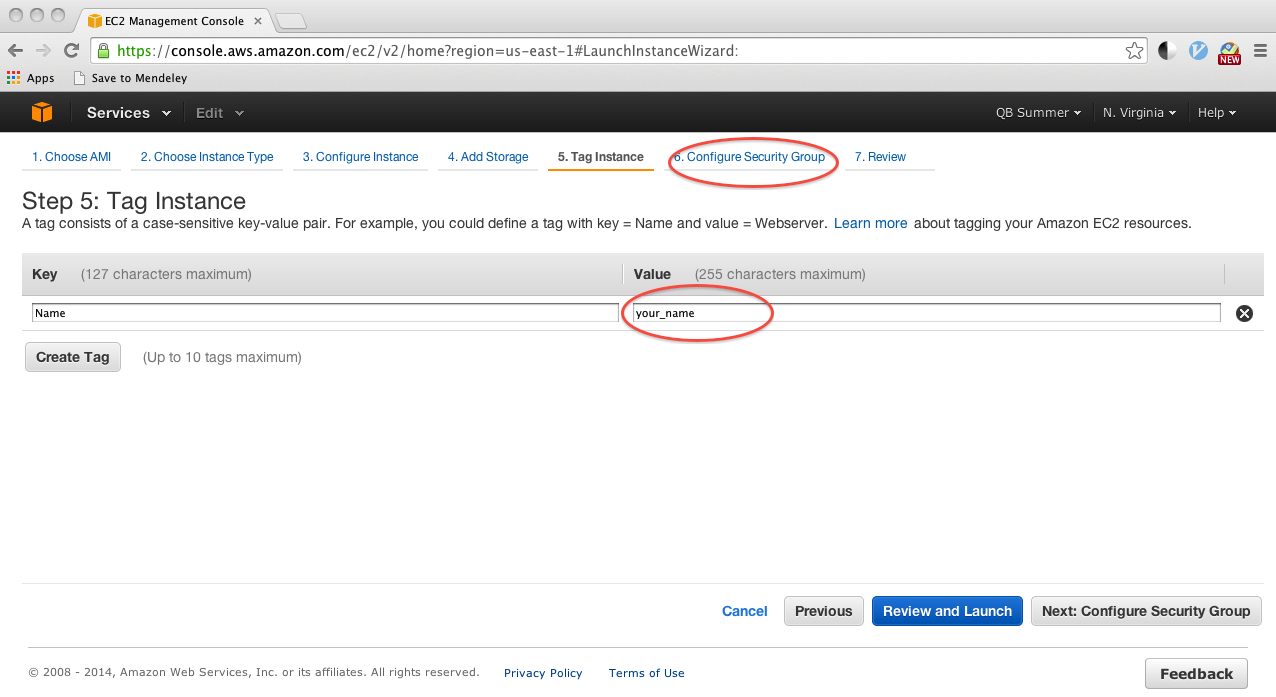 EC2 Management Console
https://console.aws.amazon.com/ec2/v2/home?region=us-east-1#LaunchInstanceWizard:
NEW
Apps Save to Mendeley
Services Edit QB Summer N. Virginia Help
1. Choose AMI 2. Choose Instance Type 3. Configure Instance 4. Add Storage 5. Tag Instance 6. Configure Security Group 7. Review
Step 5: Tag Instance
A tag consists of a case-sensitive key-value pair. For example, you could define a tag with key = Name and value = Webserver. Learn more about tagging your Amazon EC2 resources.
Key (127 characters maximum) Value (255 characters maximum)
Name your_name
Create Tag (Up to 10 tags maximum)
Cancel Previous Review and Launch Next: Configure Security Group
© 2008 - 2014, Amazon Web Services, Inc. or its affiliates. All rights reserved. Privacy Policy Terms of Use Feedback